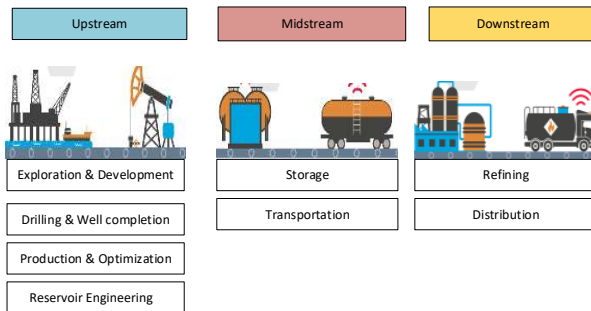 Upstream
Midstream
Downstream
Exploration & Development
Storage
Refining
Drilling & Well completion
Transportation
Distribution
Production & Optimization
Reservoir Engineering